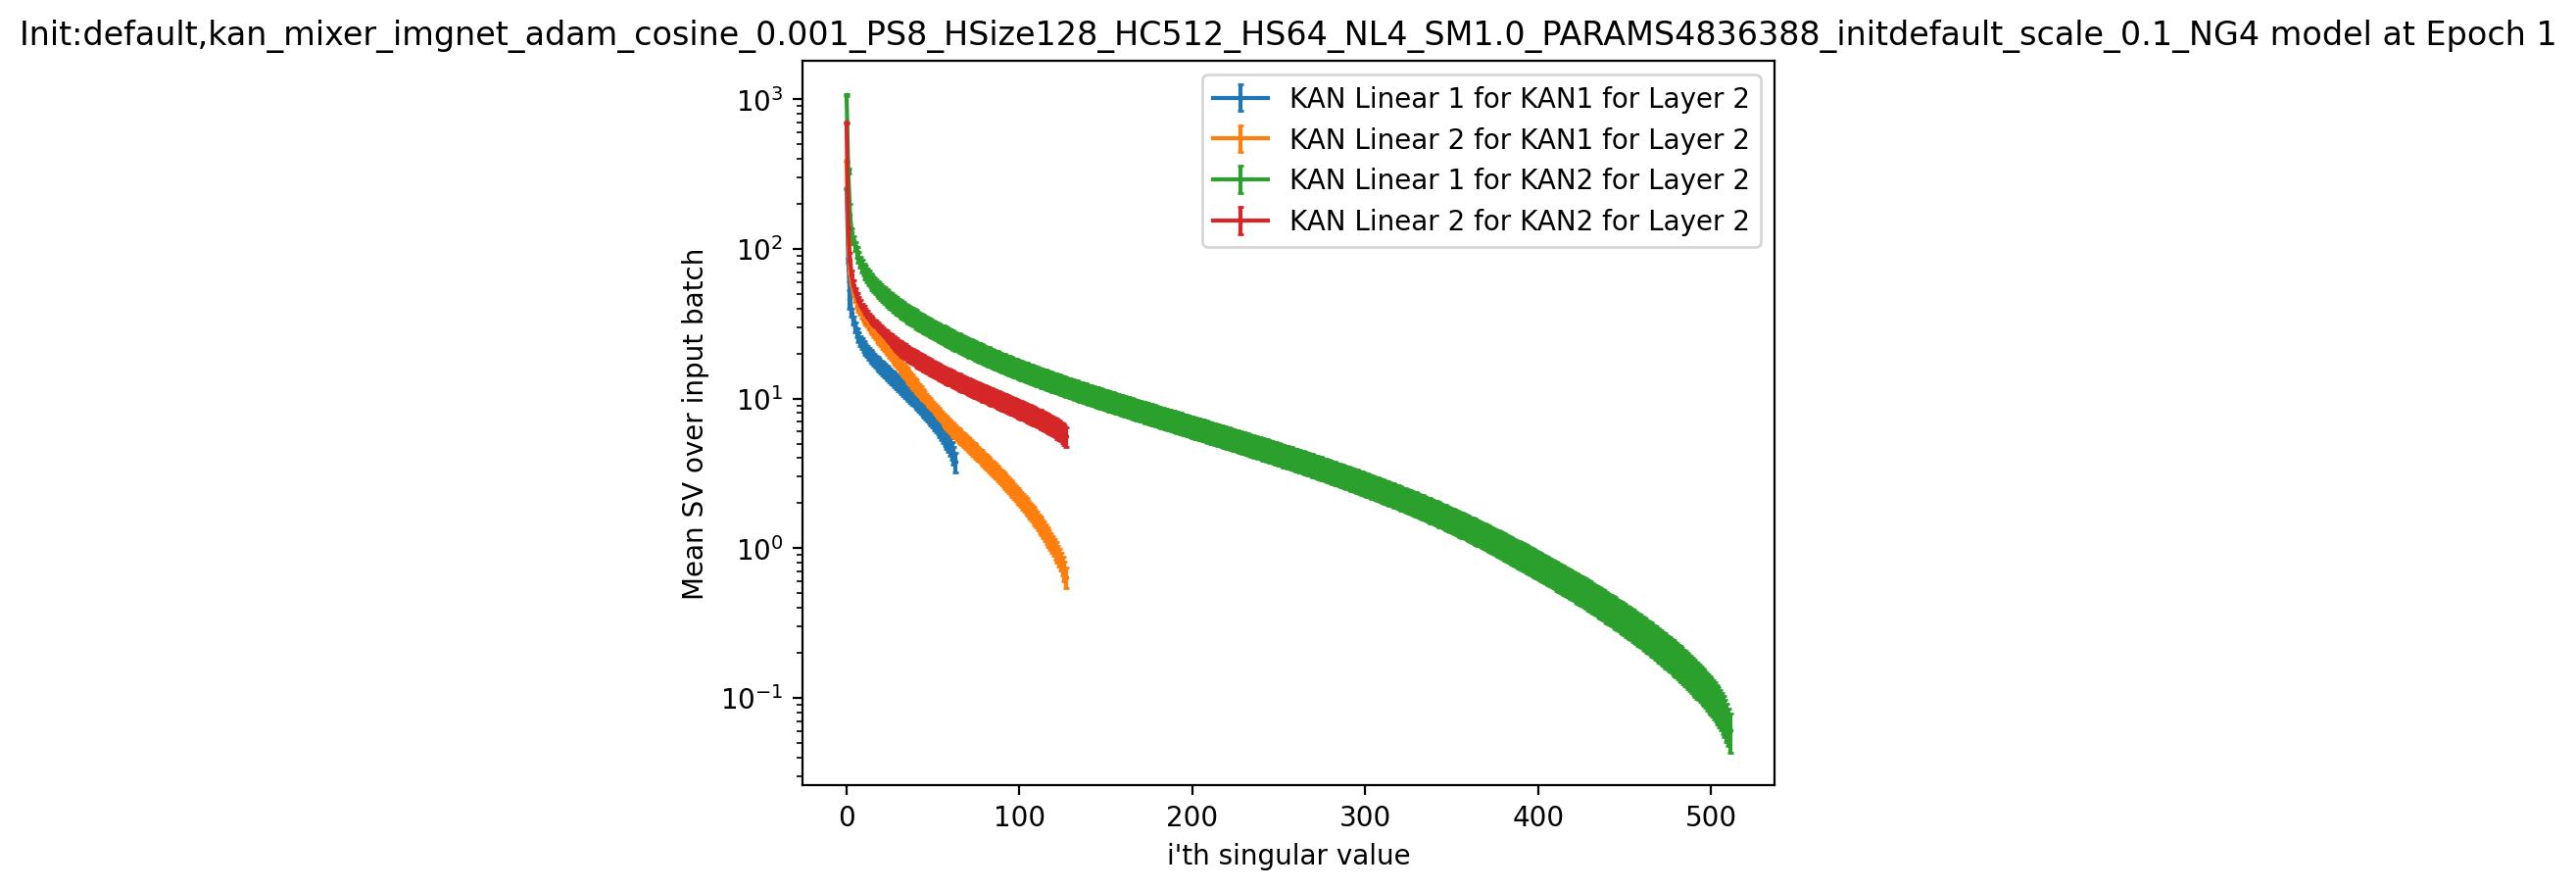 Init:default,kan_mixer_imgnet_adam_cosine_0.001_PS8_HSize128_HC512_HS64_NL4_SM1.0_PARAMS4836388_initdefault_scale_0.1_NG4 model at Epoch 1
KAN Linear 1 for KAN1 for Layer 2
KAN Linear 2 for KAN1 for Layer 2
KAN Linear 1 for KAN2 for Layer 2
KAN Linear 2 for KAN2 for Layer 2
Mean SV over input batch
10³
10²
10¹
10⁰
10⁻¹
0 100 200 300 400 500
i'th singular value